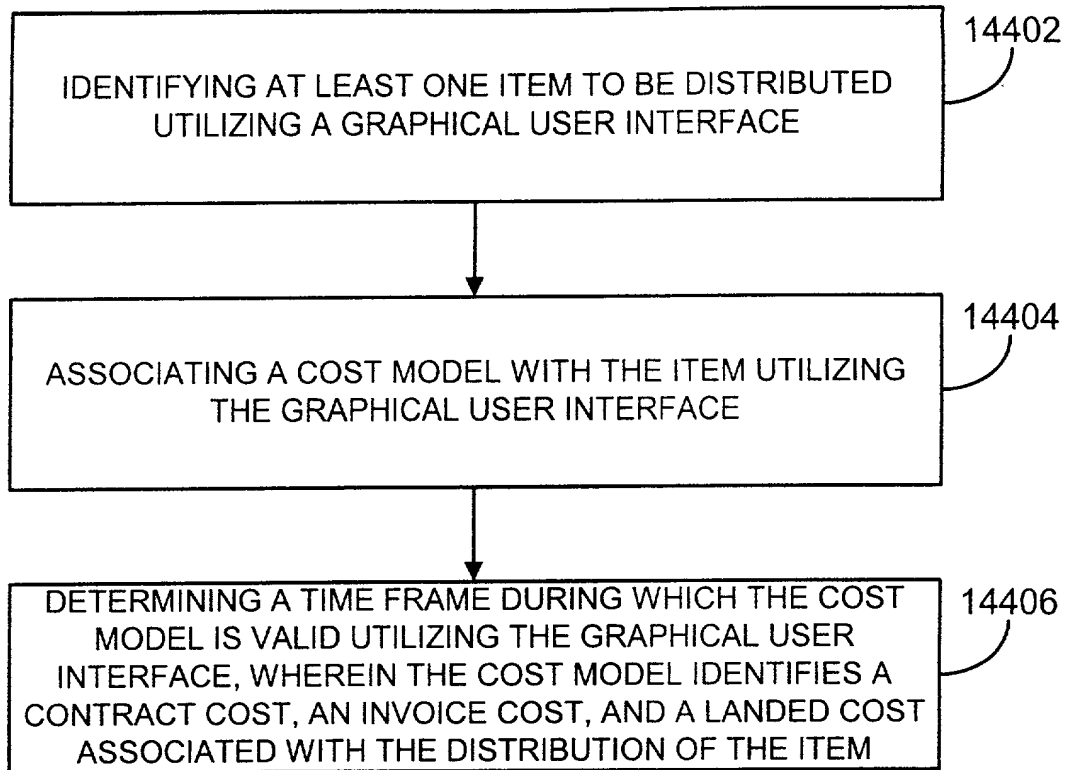 14402
IDENTIFYING AT LEAST ONE ITEM TO BE DISTRIBUTED
UTILIZING A GRAPHICAL USER INTERFACE
14404
ASSOCIATING A COST MODEL WITH THE ITEM UTILIZING
THE GRAPHICAL USER INTERFACE
14406
DETERMINING A TIME FRAME DURING WHICH THE COST
MODEL IS VALID UTILIZING THE GRAPHICAL USER
INTERFACE, WHEREIN THE COST MODEL IDENTIFIES A
CONTRACT COST, AN INVOICE COST, AND A LANDED COST
ASSOCIATED WITH THE DISTRIBUTION OF THE ITEM